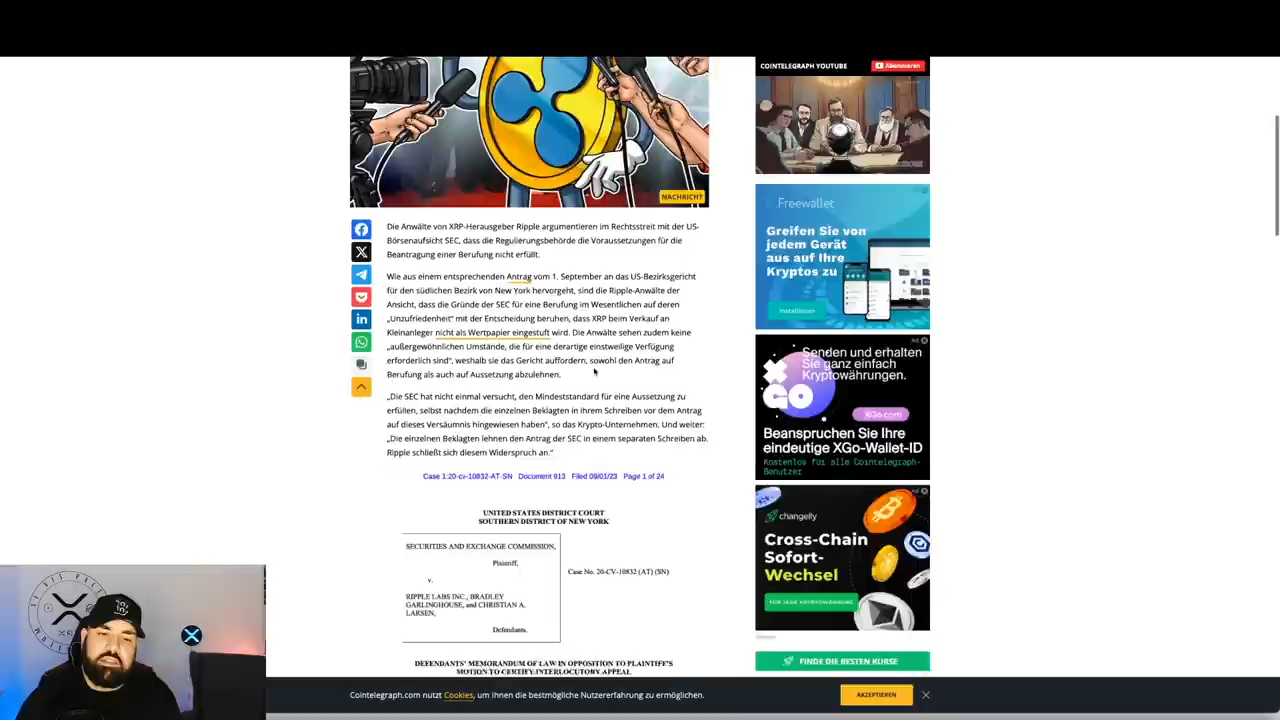 COINTELEGRAPH YOUTUBE
Abonnieren
NACHRICHT
Die Anwälte von XRP-Herausgeber Ripple argumentieren im Rechtsstreit mit der US-
Börsenaufsicht SEC, dass die Regulierungsbehörde die Voraussetzungen für die
Beantragung einer Berufung nicht erfüllt.
Wie aus einem entsprechenden Antrag vom 1. September an das US-Bezirksgericht
für den südlichen Bezirk von New York hervorgeht, sind die Ripple-Anwälte der
Ansicht, dass die Gründe der SEC für eine Berufung im Wesentlichen auf deren
„Unzufriedenheit“ mit der Entscheidung beruhen, dass XRP beim Verkauf an
Kleinanleger nicht als Wertpapier eingestuft wird. Die Anwälte sehen zudem keine
„außergewöhnlichen Umstände, die für eine derartige einstweilige Verfügung
erforderlich sind“, weshalb sie das Gericht auffordern, sowohl den Antrag auf
Berufung als auch auf Aussetzung abzulehnen.
„Die SEC hat nicht einmal versucht, den Mindeststandard für eine Aussetzung zu
erfüllen, selbst nachdem die einzelnen Beklagten in ihrem Schreiben vor dem Antrag
auf dieses Versäumnis hingewiesen haben“, so das Krypto-Unternehmen. Und weiter:
„Die einzelnen Beklagten lehnen den Antrag der SEC in einem separaten Schreiben ab.
Ripple schließt sich diesem Widerspruch an.“
Case 1:20-cv-10832-AT-SN Document 913 Filed 09/01/23 Page 1 of 24
UNITED STATES DISTRICT COURT
SOUTHERN DISTRICT OF NEW YORK
SECURITIES AND EXCHANGE COMMISSION,
Plaintiff,
v.
RIPPLE LABS INC., BRADLEY
GARLINGHOUSE, and CHRISTIAN A.
LARSEN,
Defendants.
Case No. 20-CV-10832 (AT) (SN)
DEFENDANTS' MEMORANDUM OF LAW IN OPPOSITION TO PLAINTIFF'S
MOTION TO CERTIFY INTERLOCUTORY APPEAL
Freewallet
Greifen Sie von
jedem Gerät
aus auf Ihre
Kryptos zu
Installieren
Senden und erhalten
Sie ganz einfach
Kryptowährungen.
GO
XGo.com
Beanspruchen Sie Ihre
eindeutige XGo-Wallet-ID
Kostenlos für alle Cointelegraph-
Benutzer
changelly
Cross-Chain
Sofort-
Wechsel
FÜR JEDE KRYPTOWÄHRUNG
FINDE DIE BESTEN KURSE
Cointelegraph.com nutzt Cookies, um Ihnen die bestmögliche Nutzererfahrung zu ermöglichen.
AKZEPTIEREN